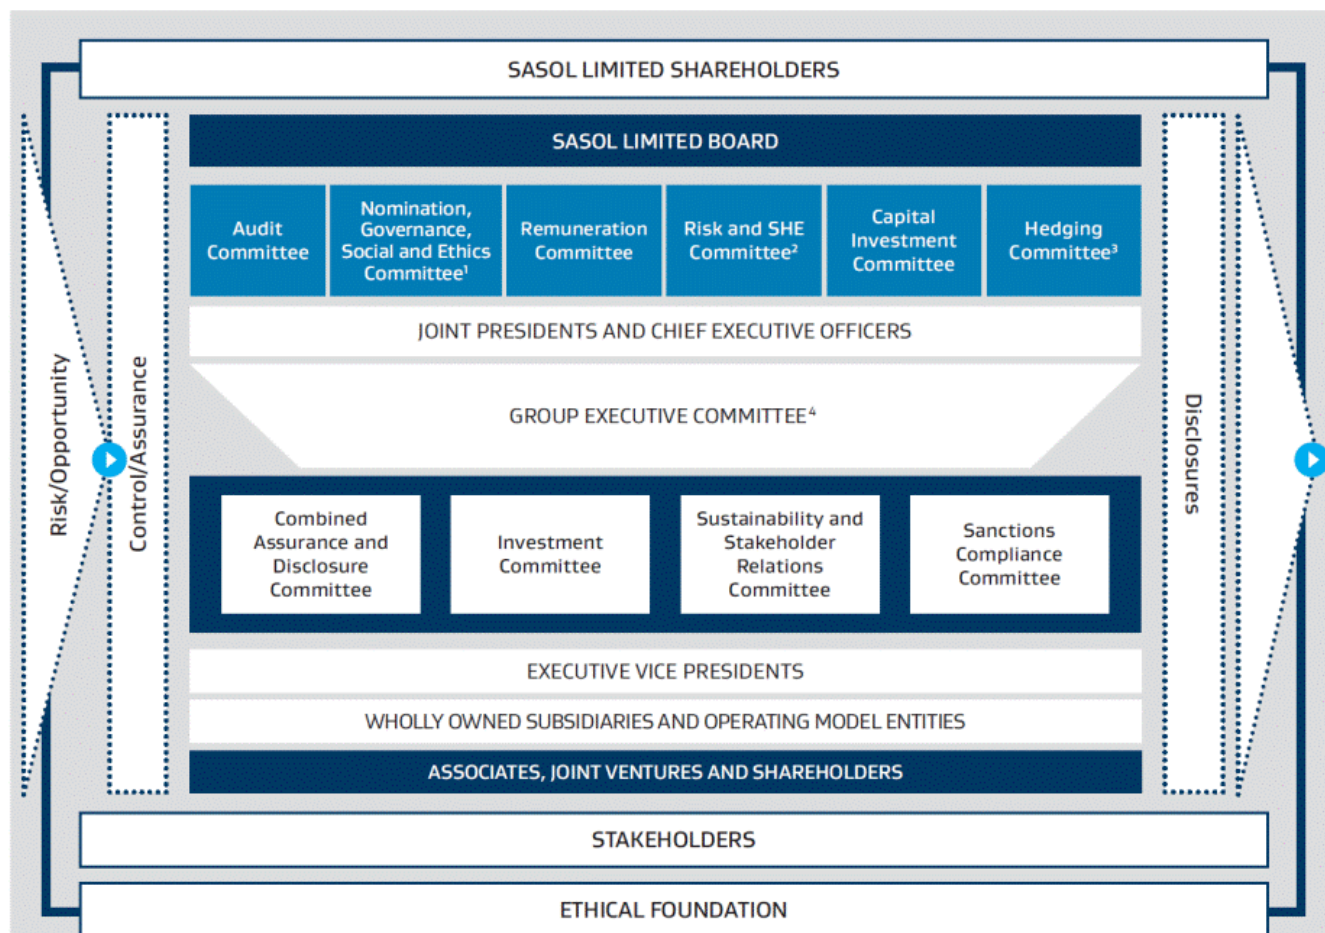 SASOL LIMITED SHAREHOLDERS
SASOL LIMITED BOARD
Audit
Committee
Nomination,
Governance,
Social and Ethics
Committee¹
Remuneration
Committee
Risk and SHE
Committee²
Capital
Investment
Committee
Hedging
Committee³
JOINT PRESIDENTS AND CHIEF EXECUTIVE OFFICERS
GROUP EXECUTIVE COMMITTEE⁴
Risk/Opportunity
Control/Assurance
Disclosures
Combined
Assurance and
Disclosure
Committee
Investment
Committee
Sustainability and
Stakeholder
Relations
Committee
Sanctions
Compliance
Committee
EXECUTIVE VICE PRESIDENTS
WHOLLY OWNED SUBSIDIARIES AND OPERATING MODEL ENTITIES
ASSOCIATES, JOINT VENTURES AND SHAREHOLDERS
STAKEHOLDERS
ETHICAL FOUNDATION